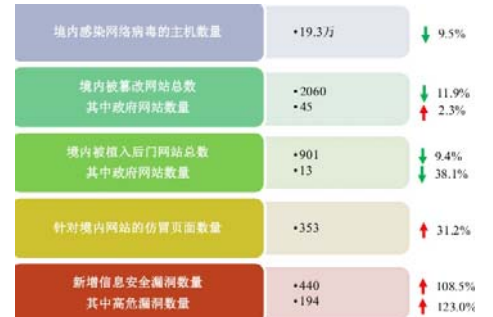 境内感染网络病毒的主机数量
•19.3万
9.5%
境内被篡改网站总数
•2060
11.9%
其中政府网站数量
•45
2.3%
境内被植入后门网站总数
•901
9.4%
其中政府网站数量
•13
38.1%
针对境内网站的仿冒页面数量
•353
31.2%
新增信息安全漏洞数量
•440
108.5%
其中高危漏洞数量
•194
123.0%